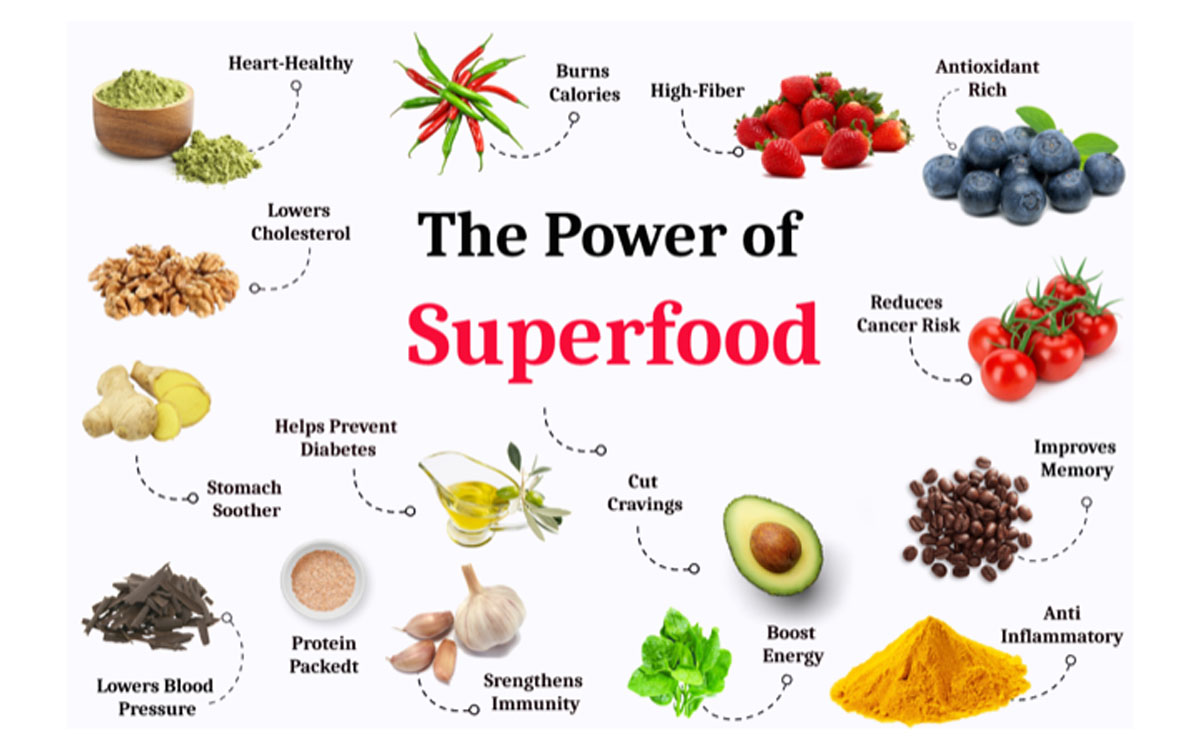 Heart-Healthy
Burns
Calories
High-Fiber
Antioxidant
Rich
Lowers
Cholesterol
The Power of
Superfood
Reduces
Cancer Risk
Helps Prevent
Diabetes
Stomach
Soother
Cut
Cravings
Improves
Memory
Protein
Packedt
Lowers Blood
Pressure
Srengthens
Immunity
Boost
Energy
Anti
Inflammatory